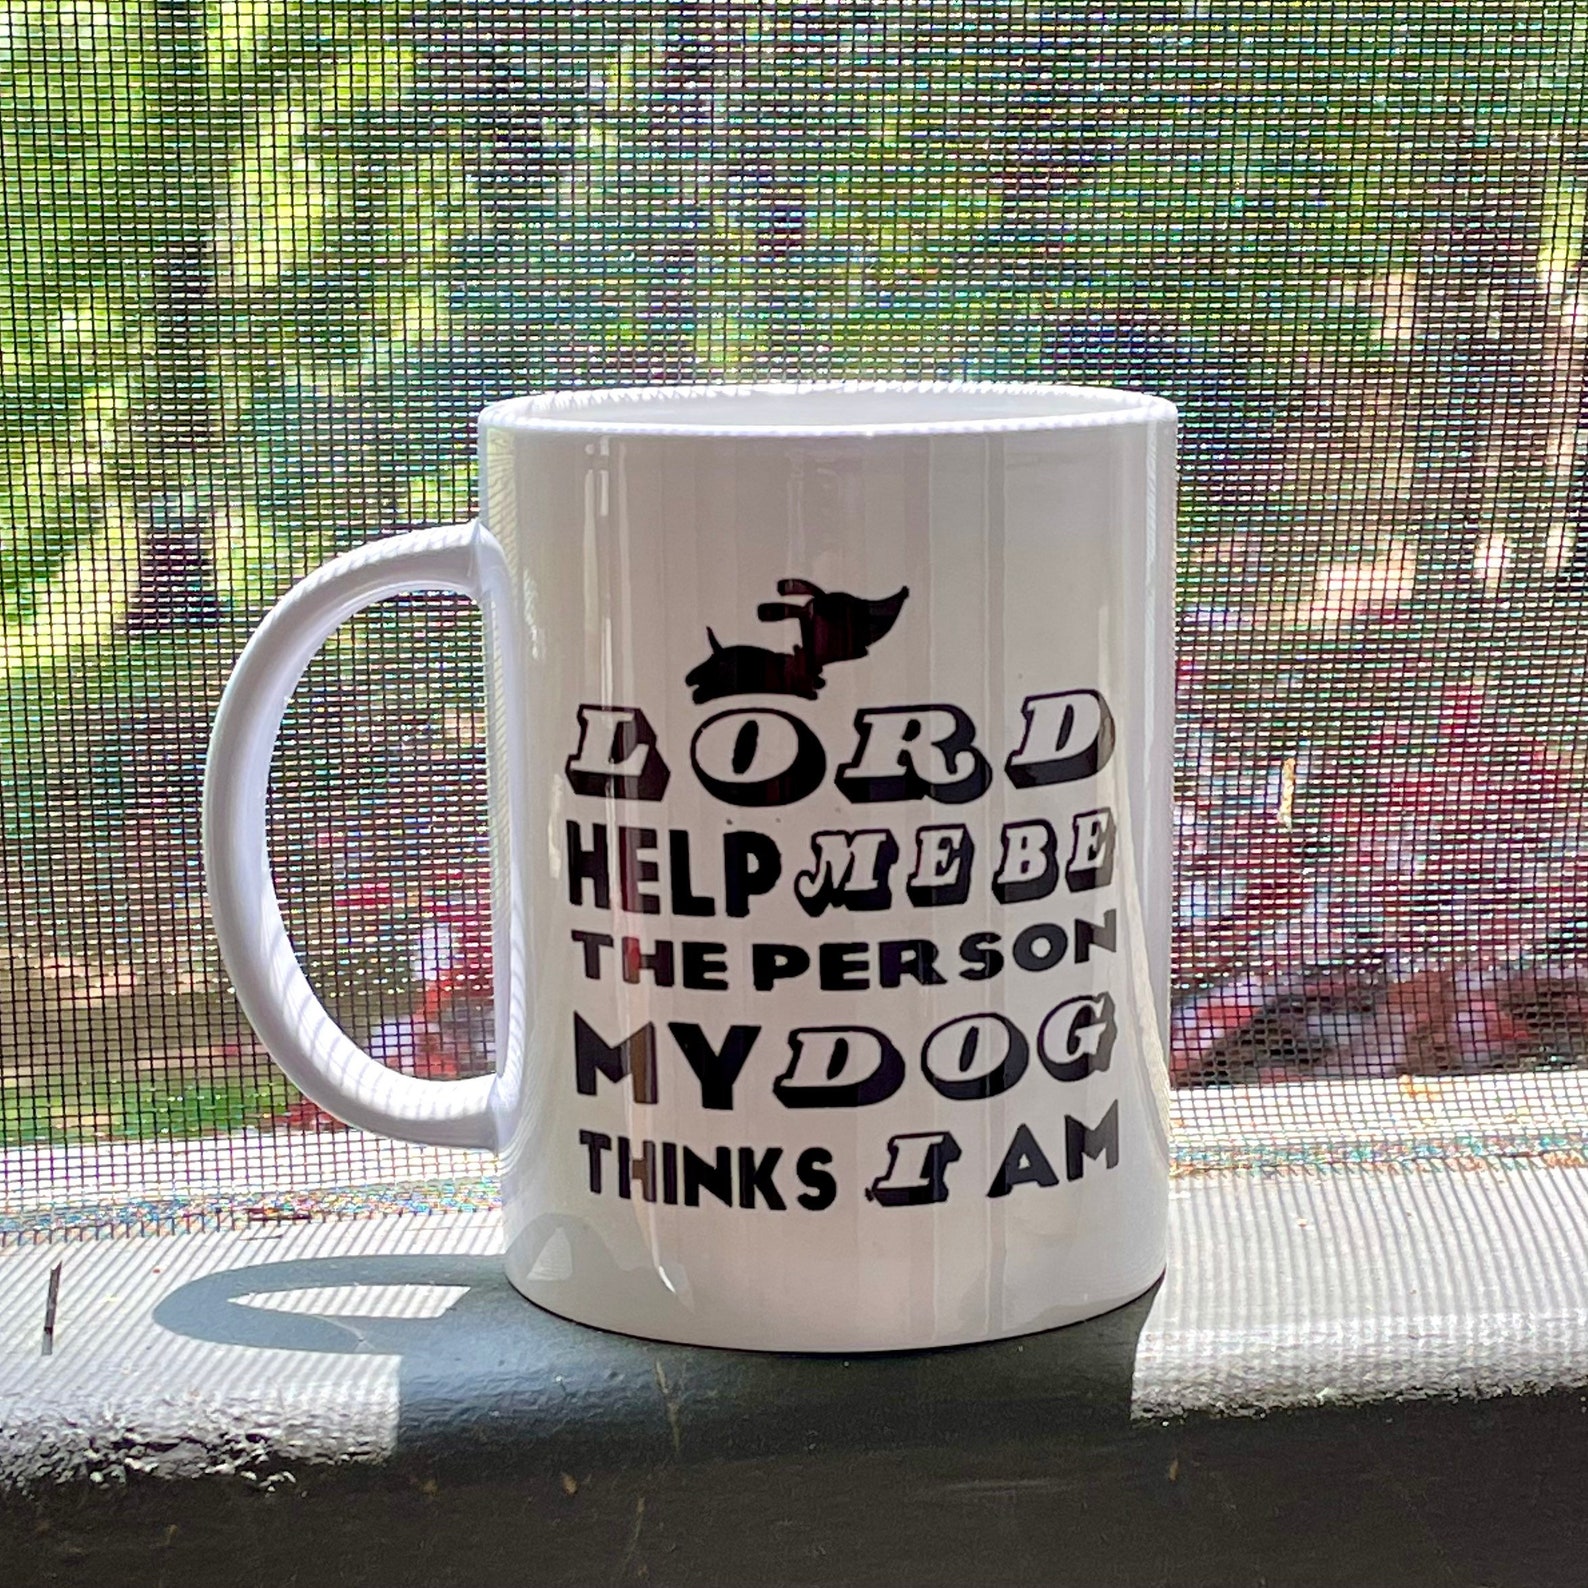 LORD
HELP ME BE
THE PERSON
MY DOG
THINKS I AM